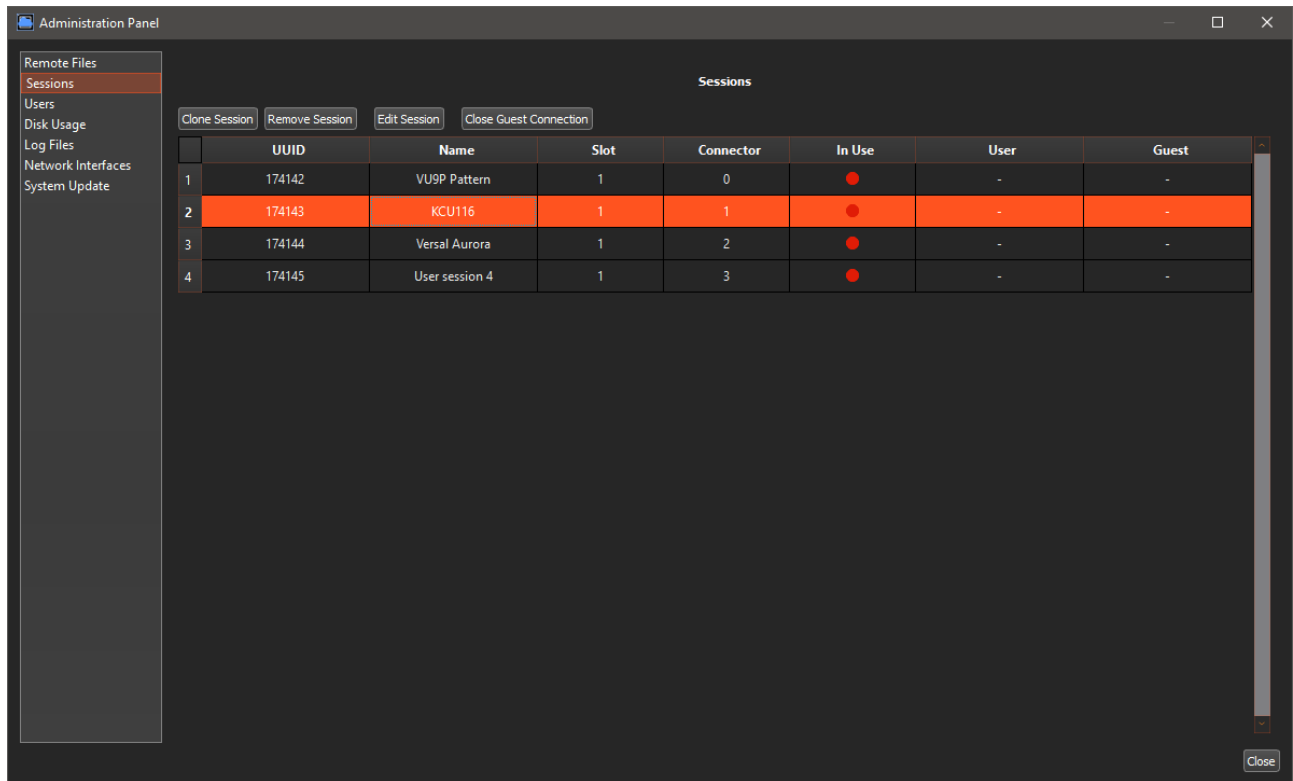 Administration Panel
Remote Files
Sessions
Users
Disk Usage
Log Files
Network Interfaces
System Update
Sessions
Clone Session Remove Session Edit Session Close Guest Connection
UUID Name Slot Connector In Use User Guest
1 174142 VU9P Pattern 1 0 - -
2 174143 KCU116 1 1 - -
3 174144 Versal Aurora 1 2 - -
4 174145 User session 4 1 3 - -
Close